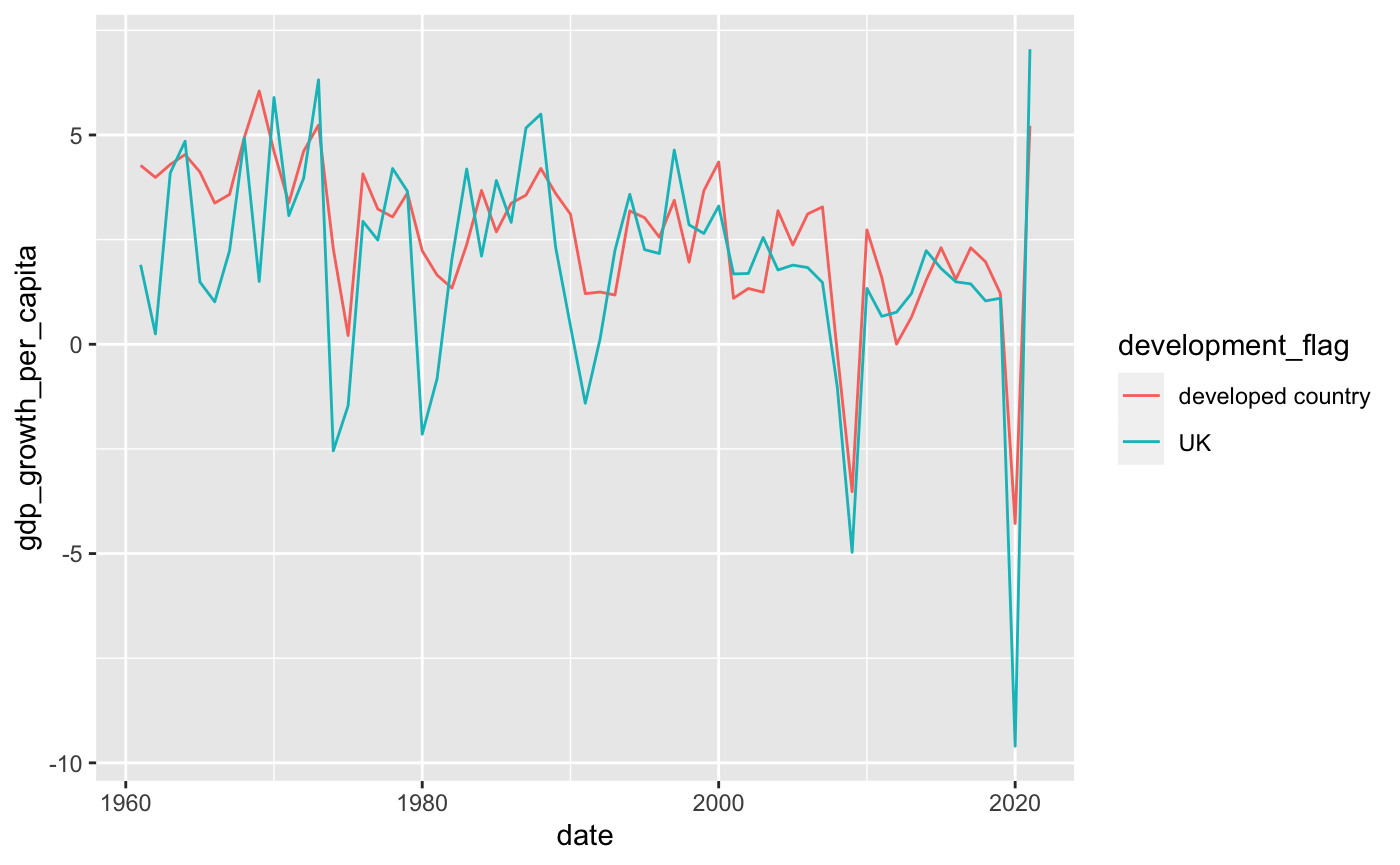 gdp_growth_per_capita
5
0
-5
-10
1960
1980
2000
2020
date
development_flag
developed country
UK